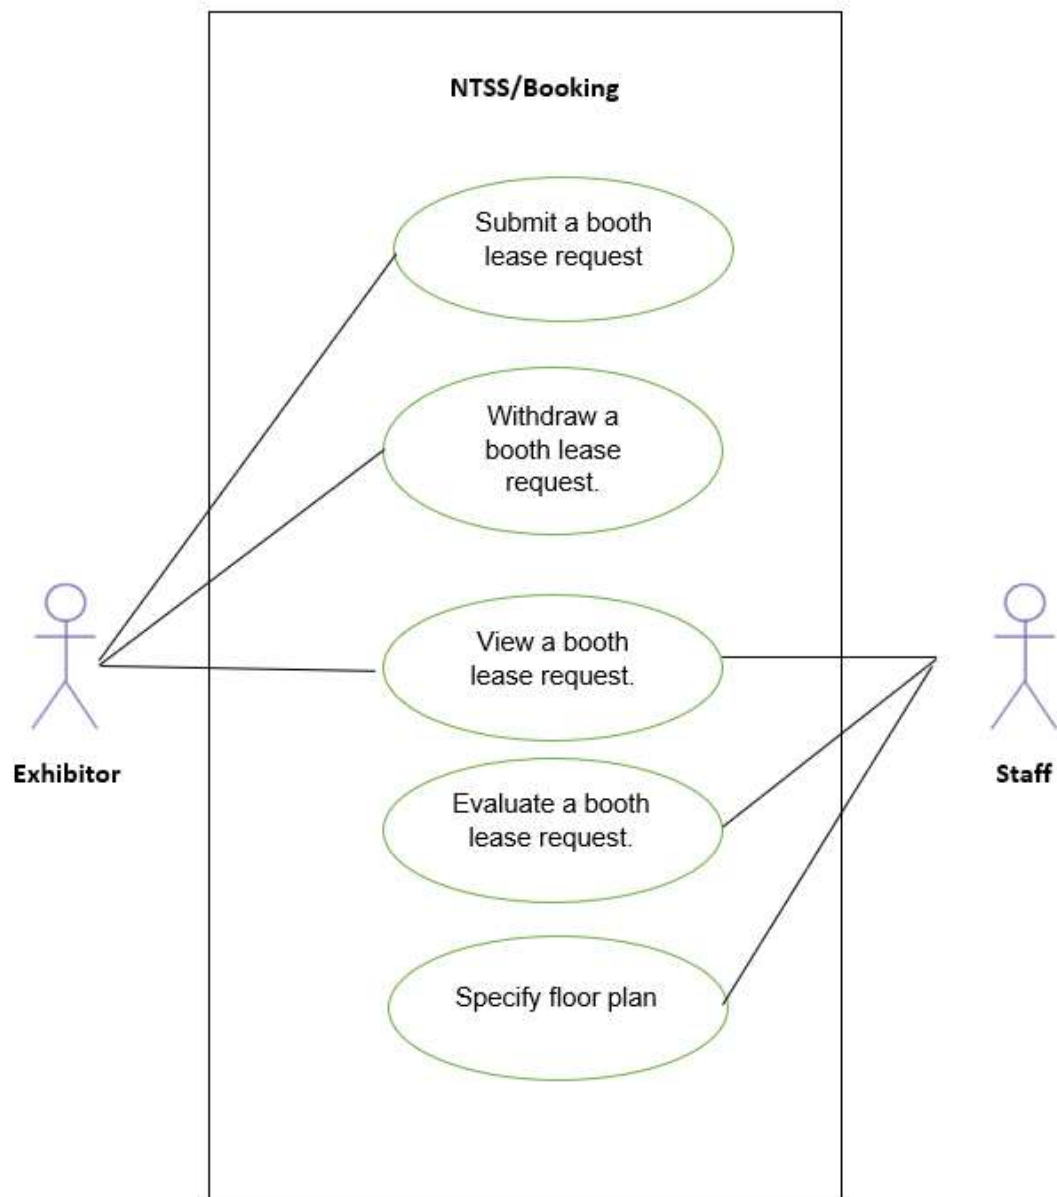 NTSS/Booking
Submit a booth
lease request
Withdraw a
booth lease
request.
View a booth
lease request.
Exhibitor
Staff
Evaluate a booth
lease request.
Specify floor plan